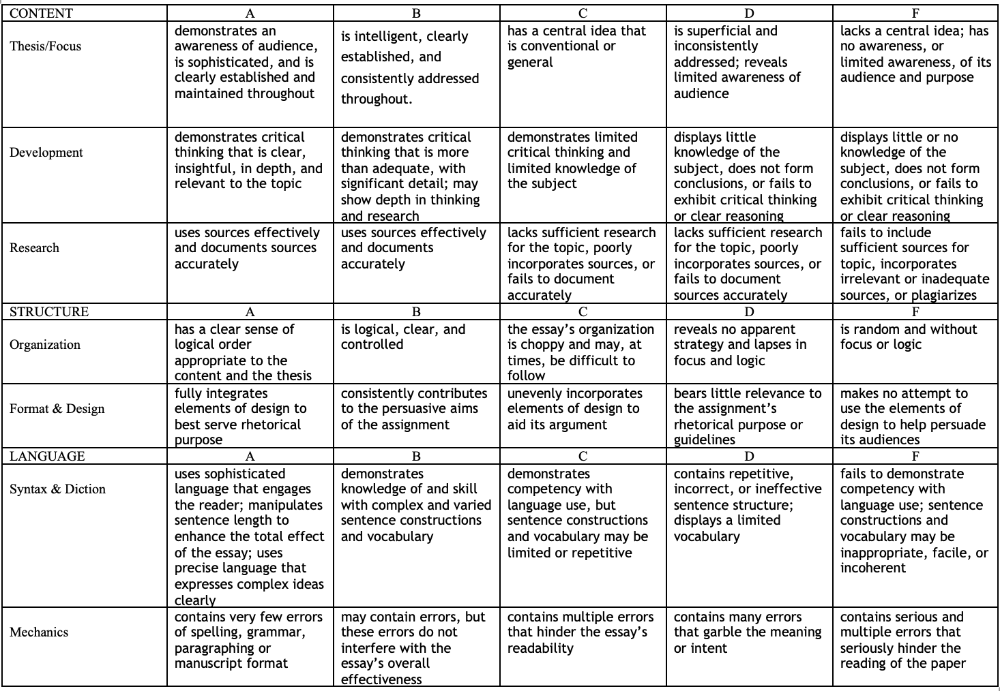 CONTENT A B C D F
Thesis/Focus
demonstrates an
awareness of audience,
is sophisticated, and is
clearly established and
maintained throughout
is intelligent, clearly
established, and
consistently addressed
throughout.
has a central idea that
is conventional or
general
is superficial and
inconsistently
addressed; reveals
limited awareness of
audience
lacks a central idea; has
no awareness, or
limited awareness, of its
audience and purpose
Development
demonstrates critical
thinking that is clear,
insightful, in depth, and
relevant to the topic
demonstrates critical
thinking that is more
than adequate, with
significant detail; may
show depth in thinking
and research
demonstrates limited
critical thinking and
limited knowledge of
the subject
displays little
knowledge of the
subject, does not form
conclusions, or fails to
exhibit critical thinking
or clear reasoning
displays little or no
knowledge of the
subject, does not form
conclusions, or fails to
exhibit critical thinking
or clear reasoning
Research
uses sources effectively
and documents sources
accurately
uses sources effectively
and documents
accurately
lacks sufficient research
for the topic, poorly
incorporates sources, or
fails to document
accurately
lacks sufficient research
for the topic, poorly
incorporates sources, or
fails to document
sources accurately
fails to include
sufficient sources for
topic, incorporates
irrelevant or inadequate
sources, or plagiarizes
STRUCTURE A B C D F
Organization
has a clear sense of
logical order
appropriate to the
content and the thesis
is logical, clear, and
controlled
the essay’s organization
is choppy and may, at
times, be difficult to
follow
reveals no apparent
strategy and lapses in
focus and logic
is random and without
focus or logic
Format & Design
fully integrates
elements of design to
best serve rhetorical
purpose
consistently contributes
to the persuasive aims
of the assignment
unevenly incorporates
elements of design to
aid its argument
bears little relevance to
the assignment’s
rhetorical purpose or
guidelines
makes no attempt to
use the elements of
design to help persuade
its audiences
LANGUAGE A B C D F
Syntax & Diction
uses sophisticated
language that engages
the reader; manipulates
sentence length to
enhance the total effect
of the essay; uses
precise language that
expresses complex ideas
clearly
demonstrates
knowledge of and skill
with complex and varied
sentence constructions
and vocabulary
demonstrates
competency with
language use, but
sentence constructions
and vocabulary may be
limited or repetitive
contains repetitive,
incorrect, or ineffective
sentence structure;
displays a limited
vocabulary
fails to demonstrate
competency with
language use; sentence
constructions and
vocabulary may be
inappropriate, facile, or
incoherent
Mechanics
contains very few errors
of spelling, grammar,
paragraphing or
manuscript format
may contain errors, but
these errors do not
interfere with the
essay’s overall
effectiveness
contains multiple errors
that hinder the essay’s
readability
contains many errors
that garble the meaning
or intent
contains serious and
multiple errors that
seriously hinder the
reading of the paper